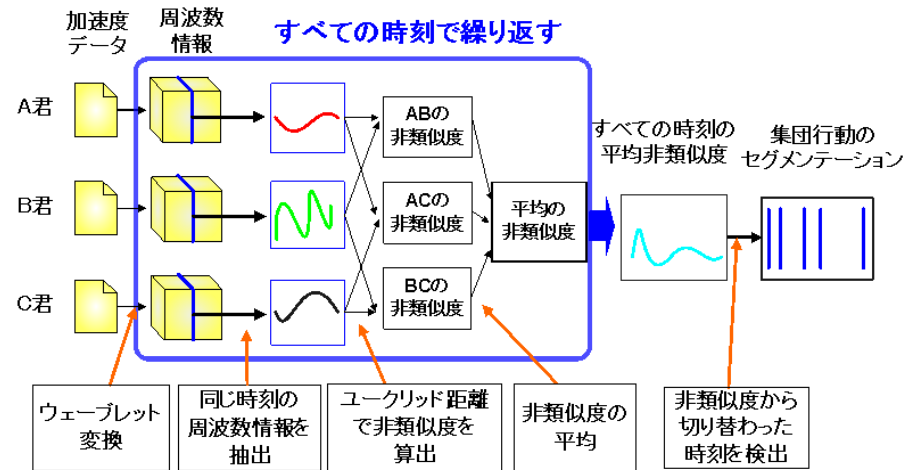 加速度
データ
周波数
情報
すべての時刻で繰り返す
A君
B君
C君
ABの
非類似度
ACの
非類似度
BCの
非類似度
平均の
非類似度
すべての時刻の
平均非類似度
集団行動の
セグメンテーション
ウェーブレット
変換
同じ時刻の
周波数情報を
抽出
ユークリッド距離
で非類似度を
算出
非類似度の
平均
非類似度から
切り替わった
時刻を検出